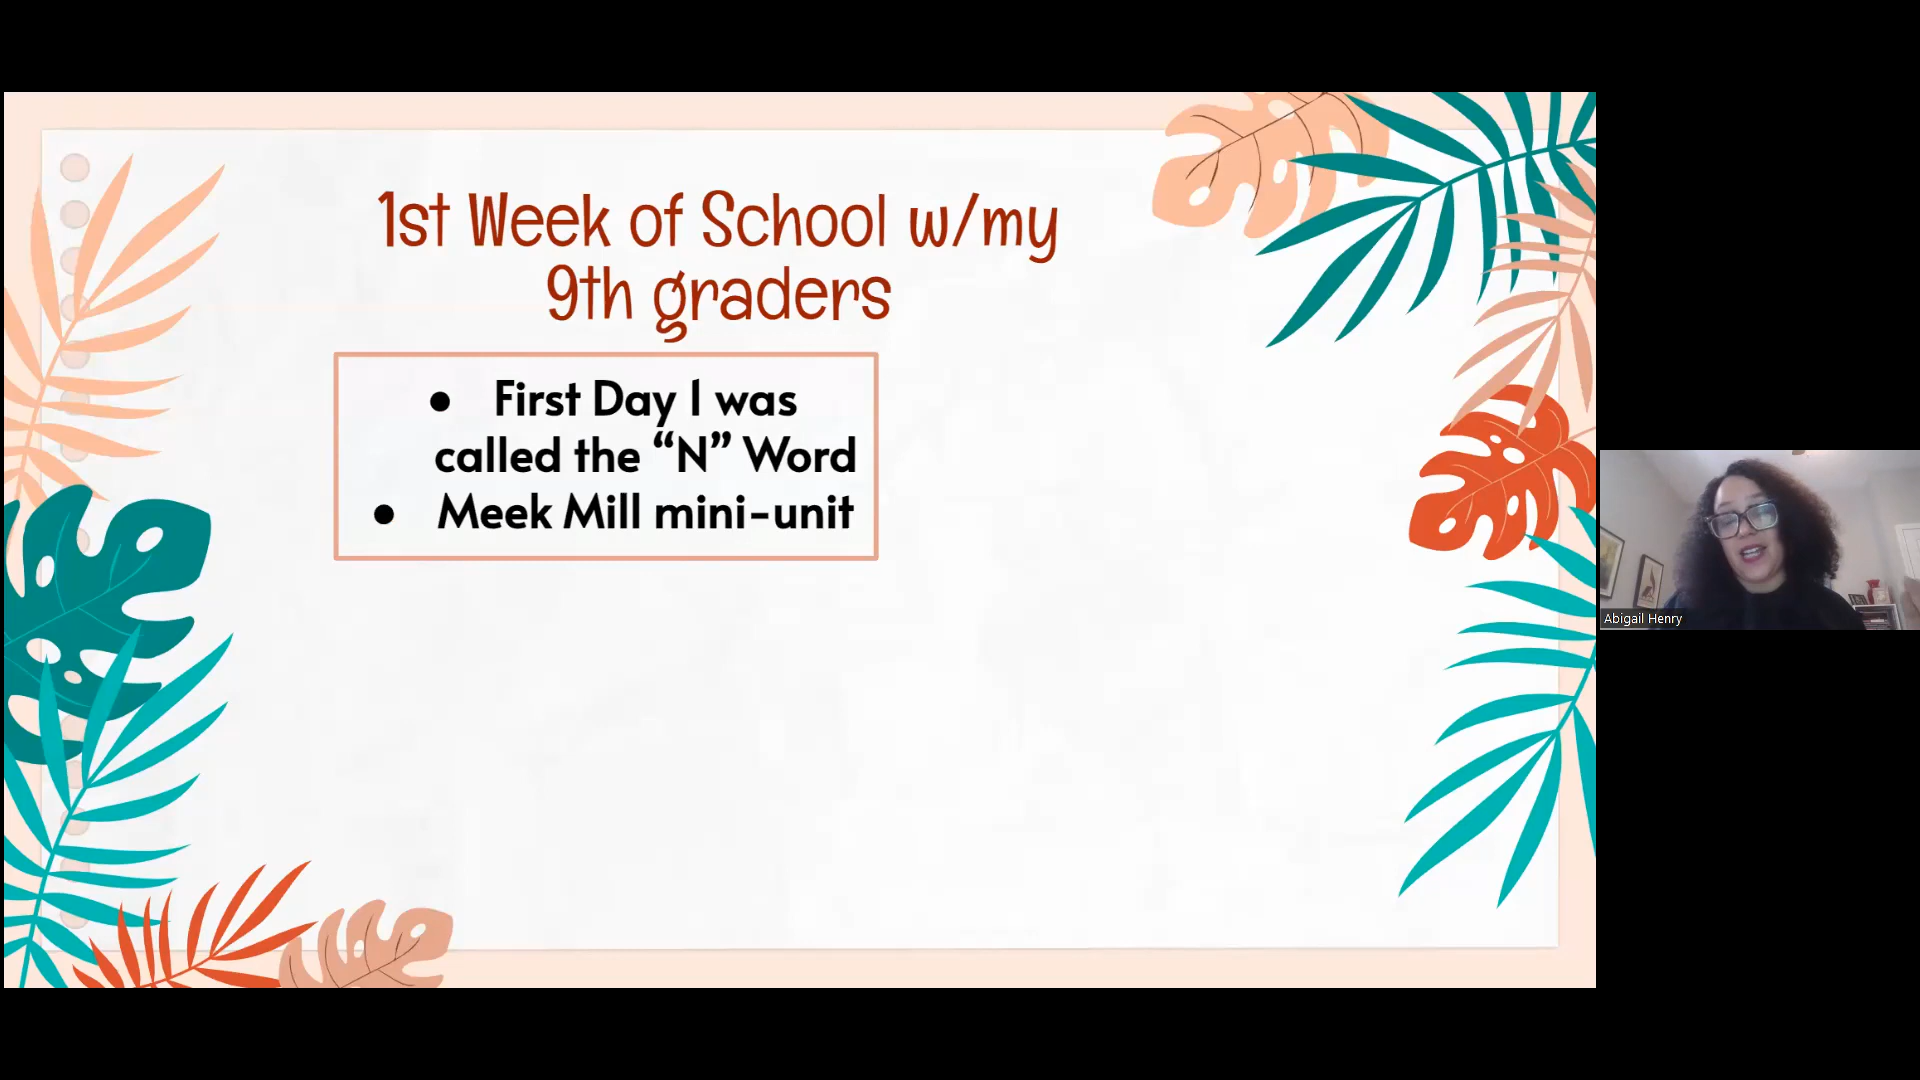 1st Week of School w/my
9th graders
● First Day I was
called the “N” Word
● Meek Mill mini-unit
Abigail Henry